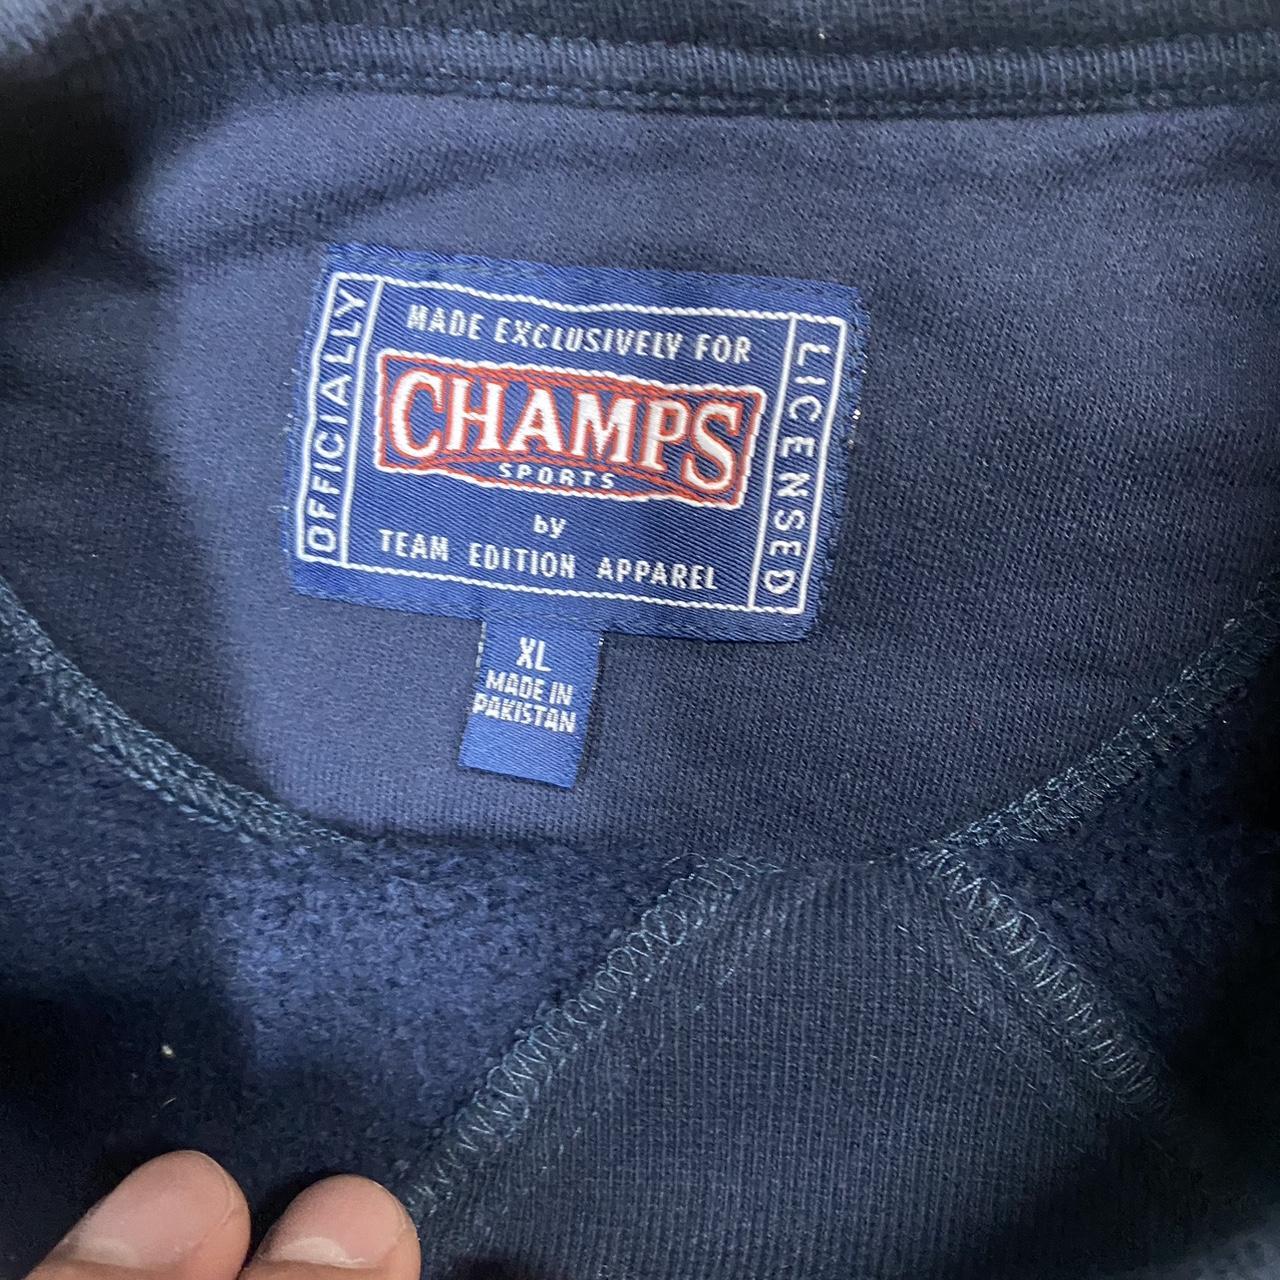 OFFICIALLY
MADE EXCLUSIVELY FOR
CHAMPS
SPORTS
by
TEAM EDITION APPAREL
LICENSED
XL
MADE IN
PAKISTAN